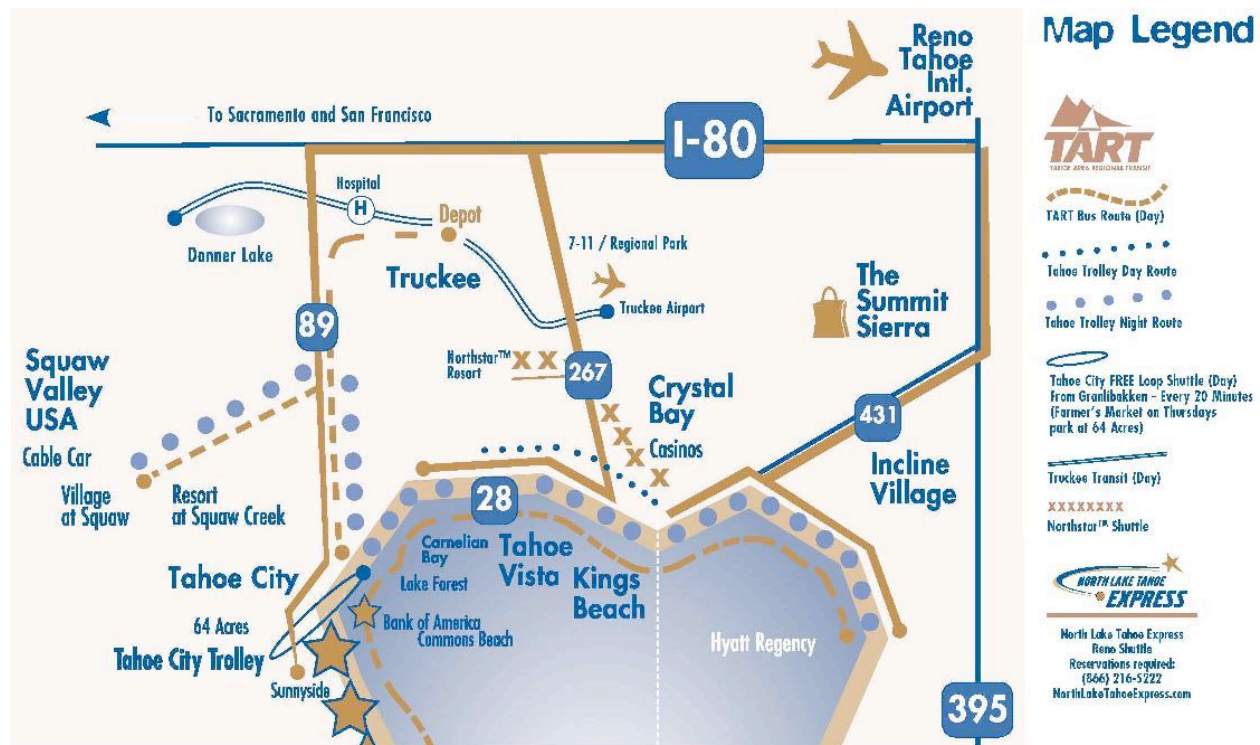 Reno
Tahoe
Intl.
Airport
To Sacramento and San Francisco
I-80
Hospital
H
Depot
Donner Lake
Truckee
7-11 / Regional Park
Truckee Airport
89
The
Summit
Sierra
Northstar™
Resort
X X
267
Squaw
Valley
USA
Crystal
Bay
Casinos
X
X
X
X
431
Cable Car
Village
at Squaw
Resort
at Squaw Creek
Incline
Village
28
Carnelian
Bay
Tahoe
Vista
Kings
Beach
Tahoe City
Lake Forest
64 Acres
Bank of America
Commons Beach
Tahoe City Trolley
Hyatt Regency
Sunnyside
395
Map Legend
TART
TAHOE AREA REGIONAL TRANSIT
TART Bus Route (Day)
Tahoe Trolley Day Route
Tahoe Trolley Night Route
Tahoe City FREE Loop Shuttle (Day)
From Granlibakken - Every 20 Minutes
(Farmer's Market on Thursdays
park at 64 Acres)
Truckee Transit (Day)
XXXXXXXX
Northstar™ Shuttle
NORTH LAKE TAHOE
EXPRESS
North Lake Tahoe Express
Reno Shuttle
Reservations required:
(866) 216-5222
NorthLakeTahoeExpress.com